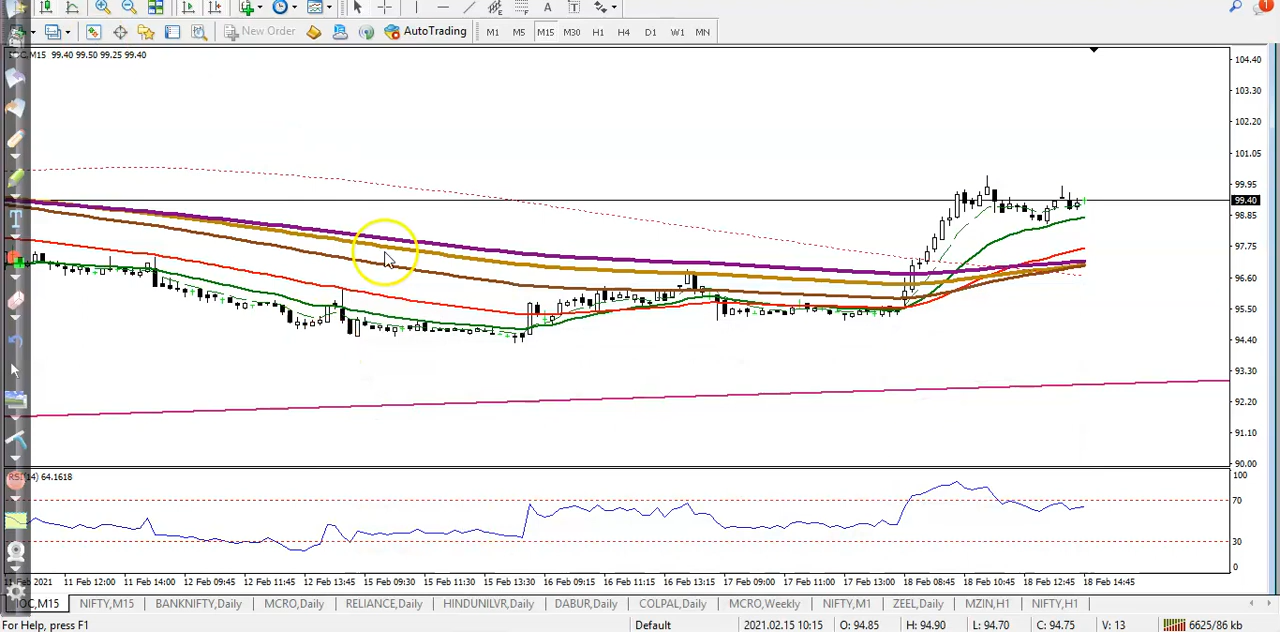 New Order
AutoTrading
M1 M5 M15 M30 H1 H4 D1 W1 MN
1
IOC,M15 99.40 99.50 99.25 99.40
104.40
103.30
102.20
101.05
99.95
99.40
98.85
97.75
96.60
95.50
94.40
93.30
92.20
91.10
90.00
RSI(14) 64.1618
100
70
30
0
11 Feb 2021 11 Feb 12:00 11 Feb 14:00 12 Feb 09:45 12 Feb 11:45 12 Feb 13:45 15 Feb 09:30 15 Feb 11:30 15 Feb 13:30 16 Feb 09:15 16 Feb 11:15 16 Feb 13:15 17 Feb 09:00 17 Feb 11:00 17 Feb 13:00 18 Feb 08:45 18 Feb 10:45 18 Feb 12:45 18 Feb 14:45
IOC,M15 NIFTY,M15 BANKNIFTY,Daily MCRO,Daily RELIANCE,Daily HINDUNILVR,Daily DABUR,Daily COLPAL,Daily MCRO,Weekly NIFTY,M1 ZEEL,Daily MZIN,H1 NIFTY,H1
For Help, press F1 Default 2021.02.15 10:15 O: 94.85 H: 94.90 L: 94.70 C: 94.75 V: 13 6625/86 kb